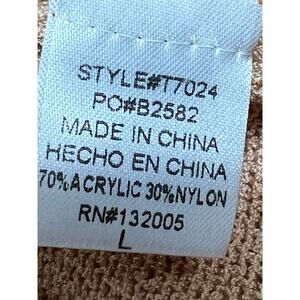 STYLE#T7024
PO#B2582
MADE IN CHINA
HECHO EN CHINA
70%ACRYLIC 30%NYLON
RN#132005
L